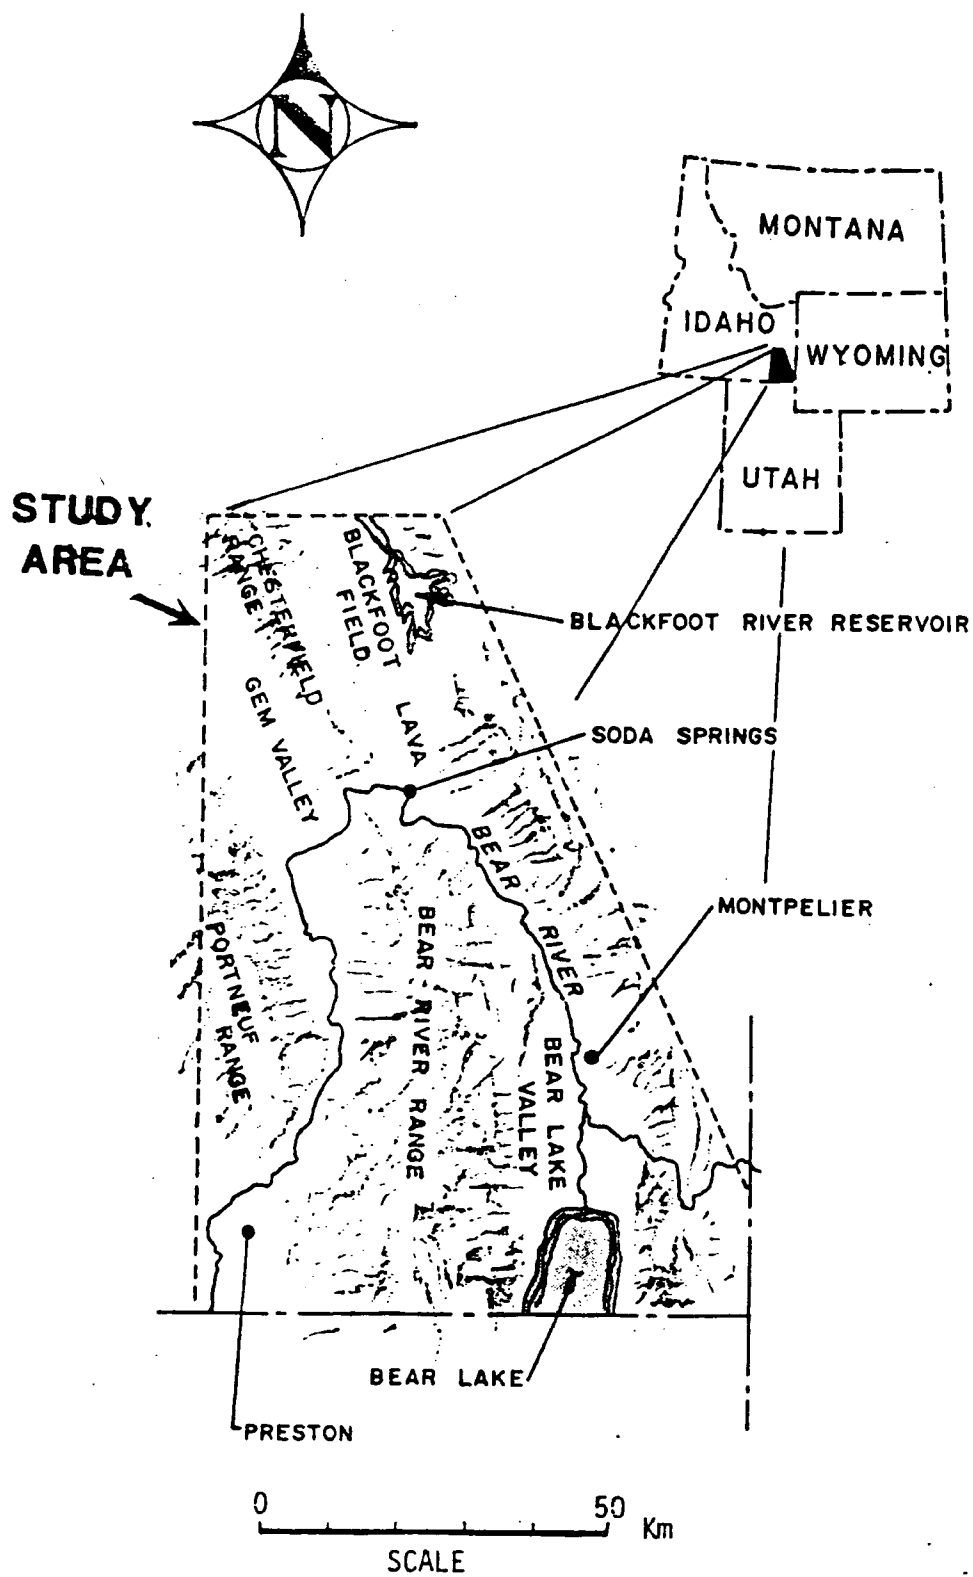 N
MONTANA
IDAHO
WYOMING
UTAH
STUDY
AREA
CHESTERFIELD
RANGE
BLACKFOOT LAVA
FIELD
BLACKFOOT RIVER RESERVOIR
GEM VALLEY
SODA SPRINGS
BEAR RIVER
MONTPELIER
PORTNEUF
RANGE
BEAR RIVER RANGE
BEAR LAKE
VALLEY
BEAR LAKE
PRESTON
0 50 Km
SCALE